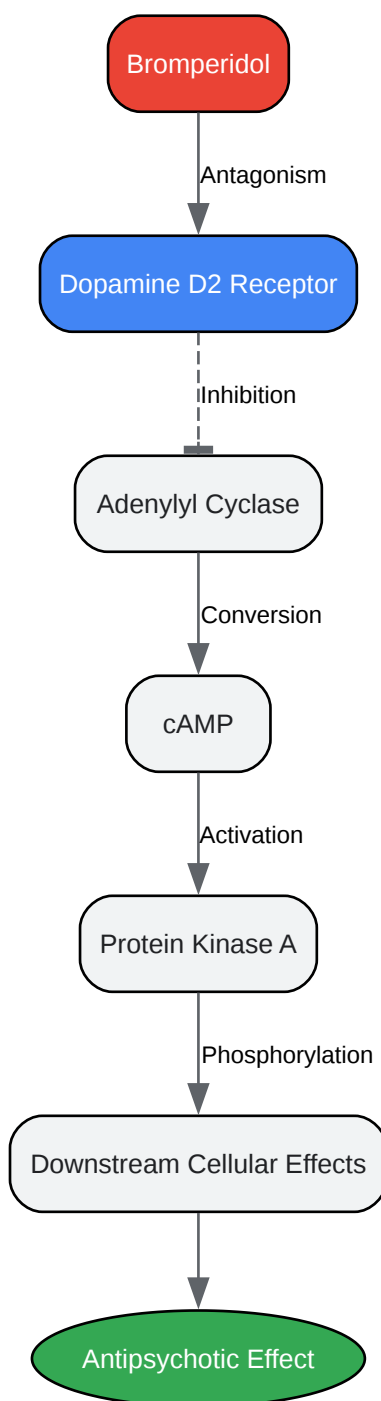 Bromperidol
Antagonism
Dopamine D2 Receptor
Inhibition
Adenylyl Cyclase
Conversion
cAMP
Activation
Protein Kinase A
Phosphorylation
Downstream Cellular Effects
Antipsychotic Effect